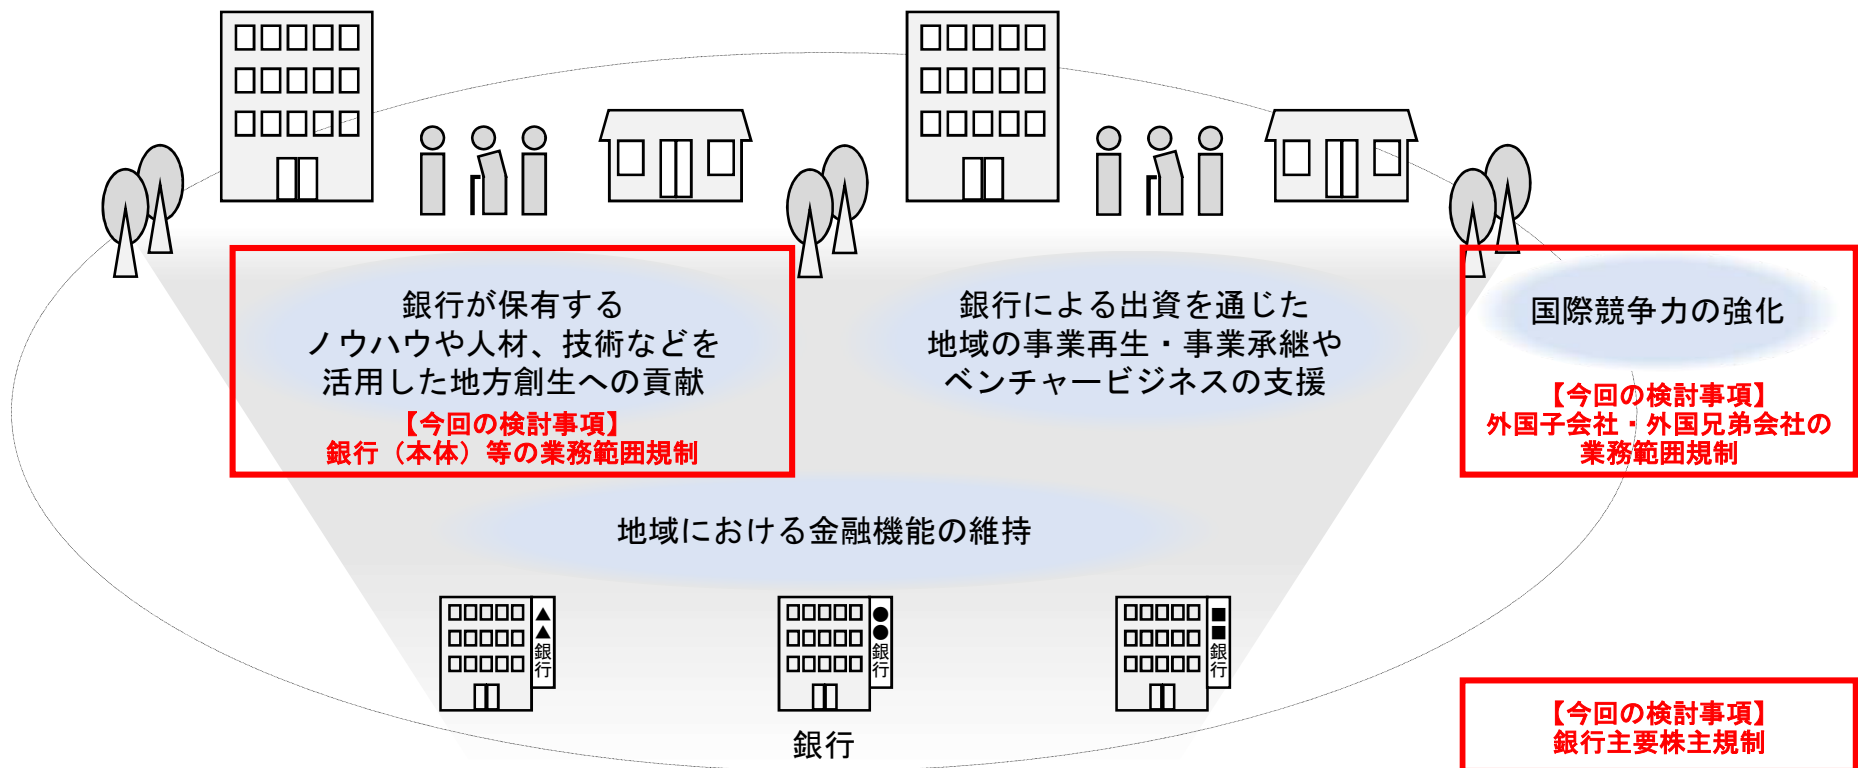 銀行が保有する
ノウハウや人材、技術などを
活用した地方創生への貢献
【今回の検討事項】
銀行（本体）等の業務範囲規制
銀行による出資を通じた
地域の事業再生・事業承継や
ベンチャービジネスの支援
国際競争力の強化
【今回の検討事項】
外国子会社・外国兄弟会社の
業務範囲規制
地域における金融機能の維持
▲▲銀行
●●銀行
■■銀行
銀行
【今回の検討事項】
銀行主要株主規制